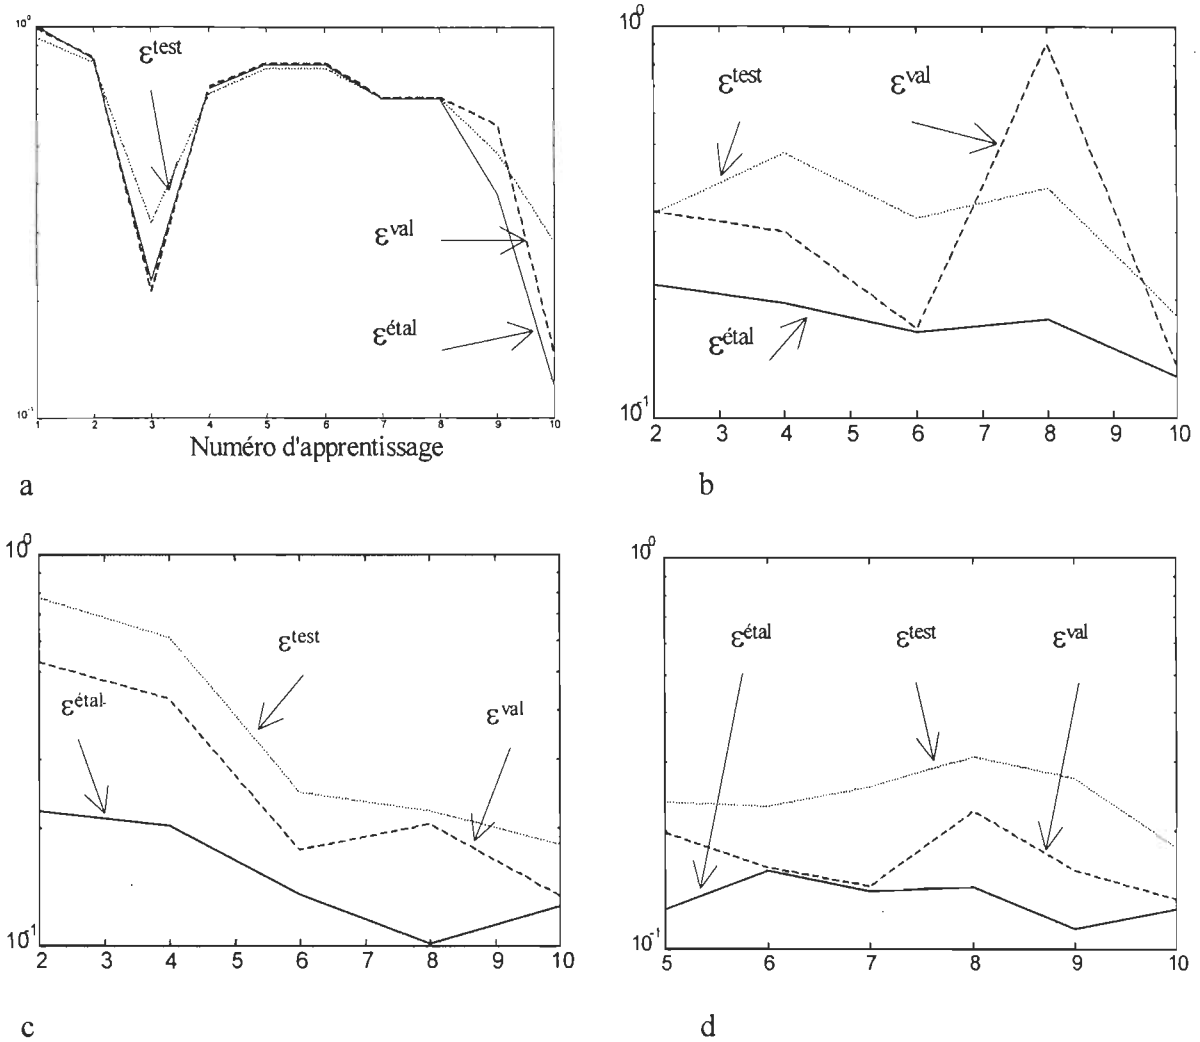 10⁰
ε^test
ε^val
ε^étal
10⁻¹
1 2 3 4 5 6 7 8 9 10
Numéro d'apprentissage
a
10⁰
ε^test
ε^val
ε^étal
10⁻¹
2 3 4 5 6 7 8 9 10
b
10⁰
ε^test
ε^étal
ε^val
10⁻¹
2 3 4 5 6 7 8 9 10
c
10⁰
ε^étal ε^test ε^val
10⁻¹
5 6 7 8 9 10
d